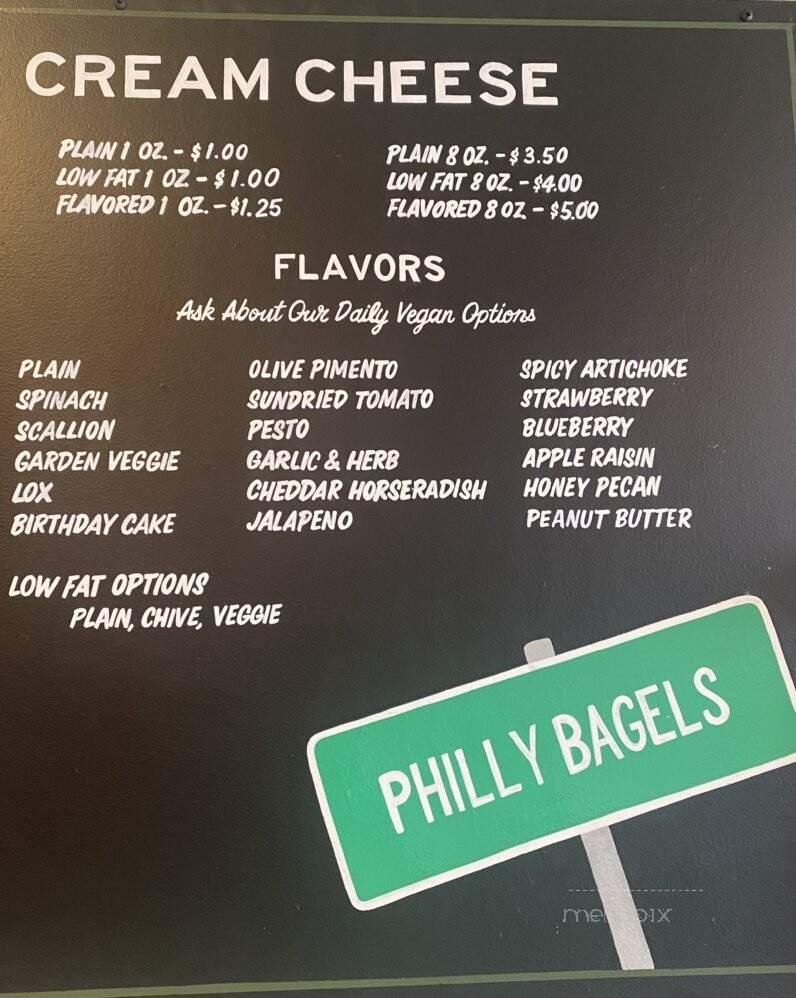 CREAM CHEESE
PLAIN 1 OZ. - $1.00
LOW FAT 1 OZ - $1.00
FLAVORED 1 OZ. - $1.25
PLAIN 8 OZ. - $3.50
LOW FAT 8 OZ. - $4.00
FLAVORED 8 OZ - $5.00
FLAVORS
Ask About Our Daily Vegan Options
PLAIN
SPINACH
SCALLION
GARDEN VEGGIE
LOX
BIRTHDAY CAKE
OLIVE PIMENTO
SUNDRIED TOMATO
PESTO
GARLIC & HERB
CHEDDAR HORSERADISH
JALAPENO
SPICY ARTICHOKE
STRAWBERRY
BLUEBERRY
APPLE RAISIN
HONEY PECAN
PEANUT BUTTER
LOW FAT OPTIONS
PLAIN, CHIVE, VEGGIE
PHILLY BAGELS